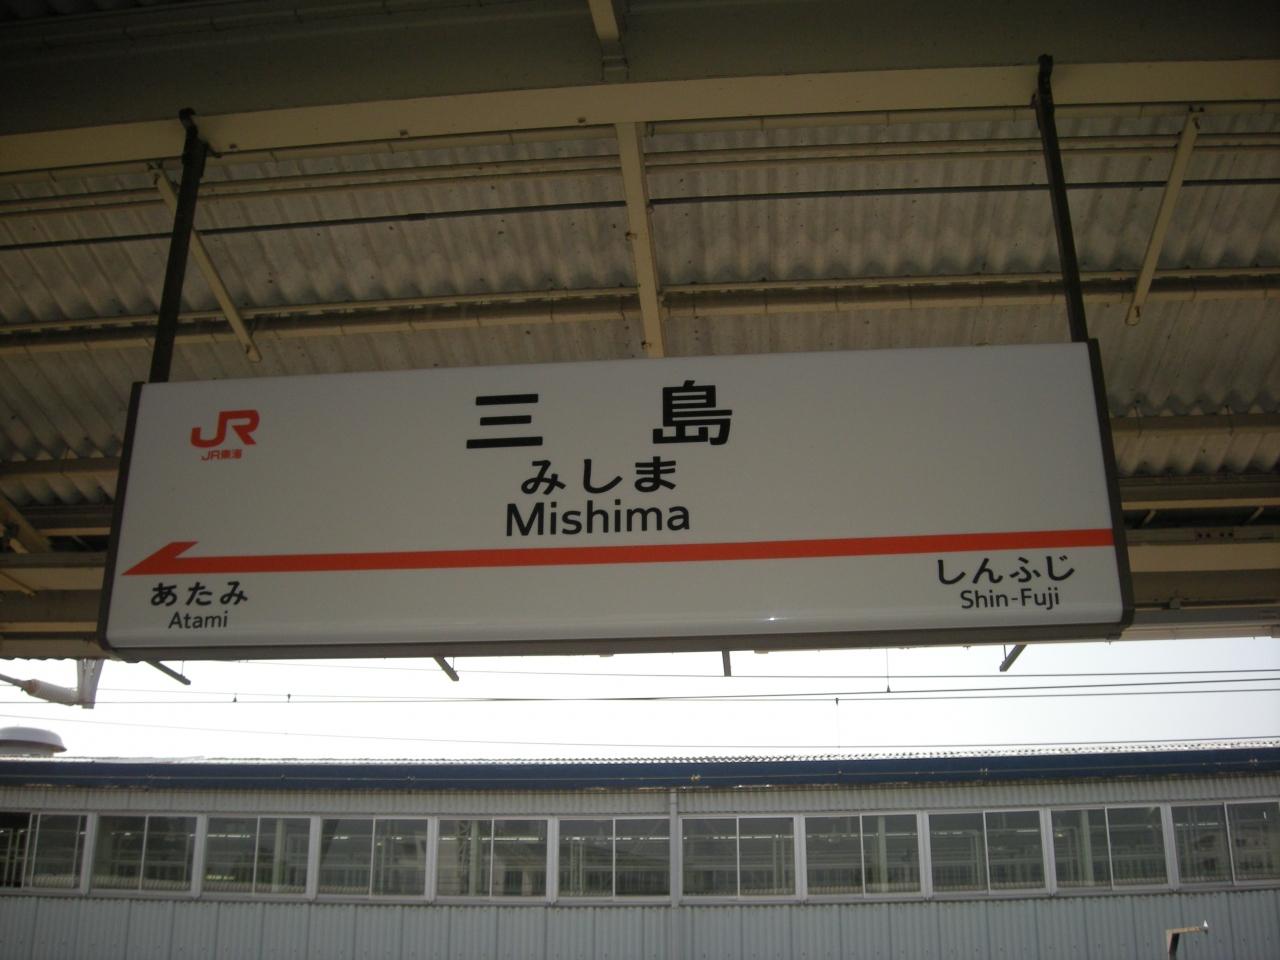 JR
JR東海
三島
みしま
Mishima
あたみ
Atami
しんふじ
Shin-Fuji